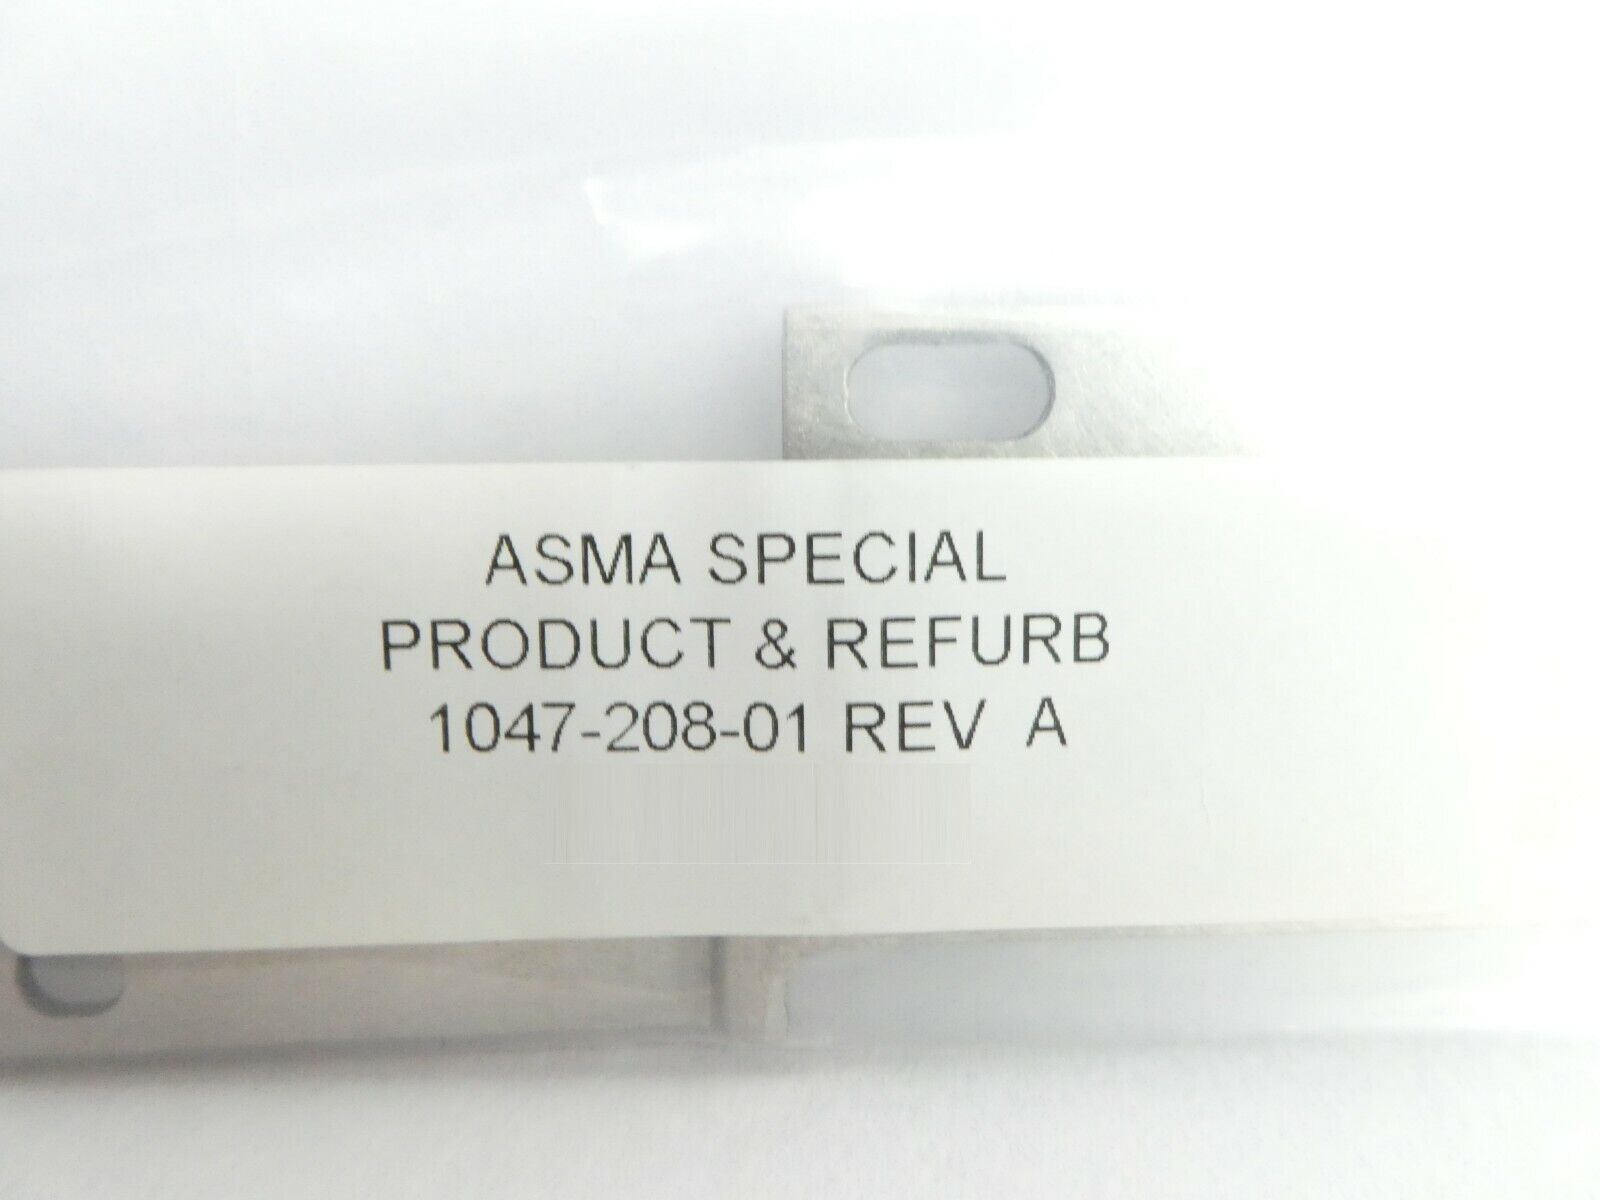 ASMA SPECIAL
PRODUCT & REFURB
1047-208-01 REV A